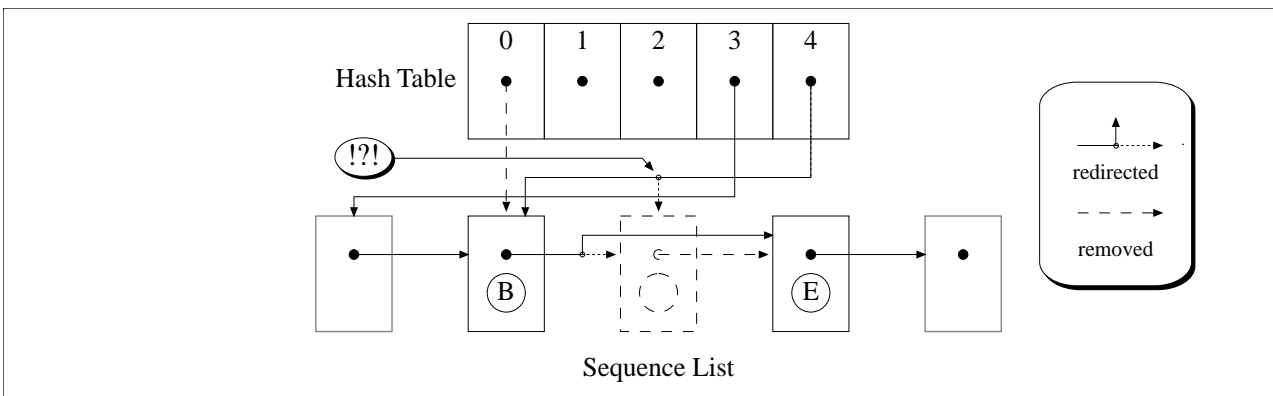 0 1 2 3 4
Hash Table
!?!
redirected
removed
B E
Sequence List